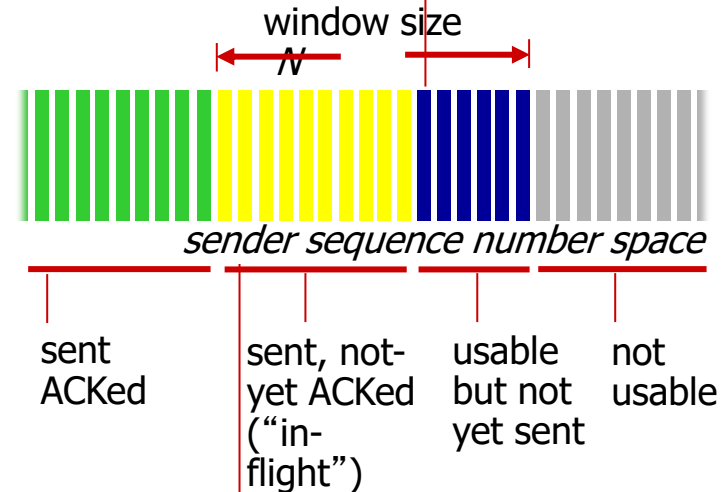 window size
N
sender sequence number space
sent
ACKed
sent, not-
yet ACKed
(“in-
flight”)
usable
but not
yet sent
not
usable